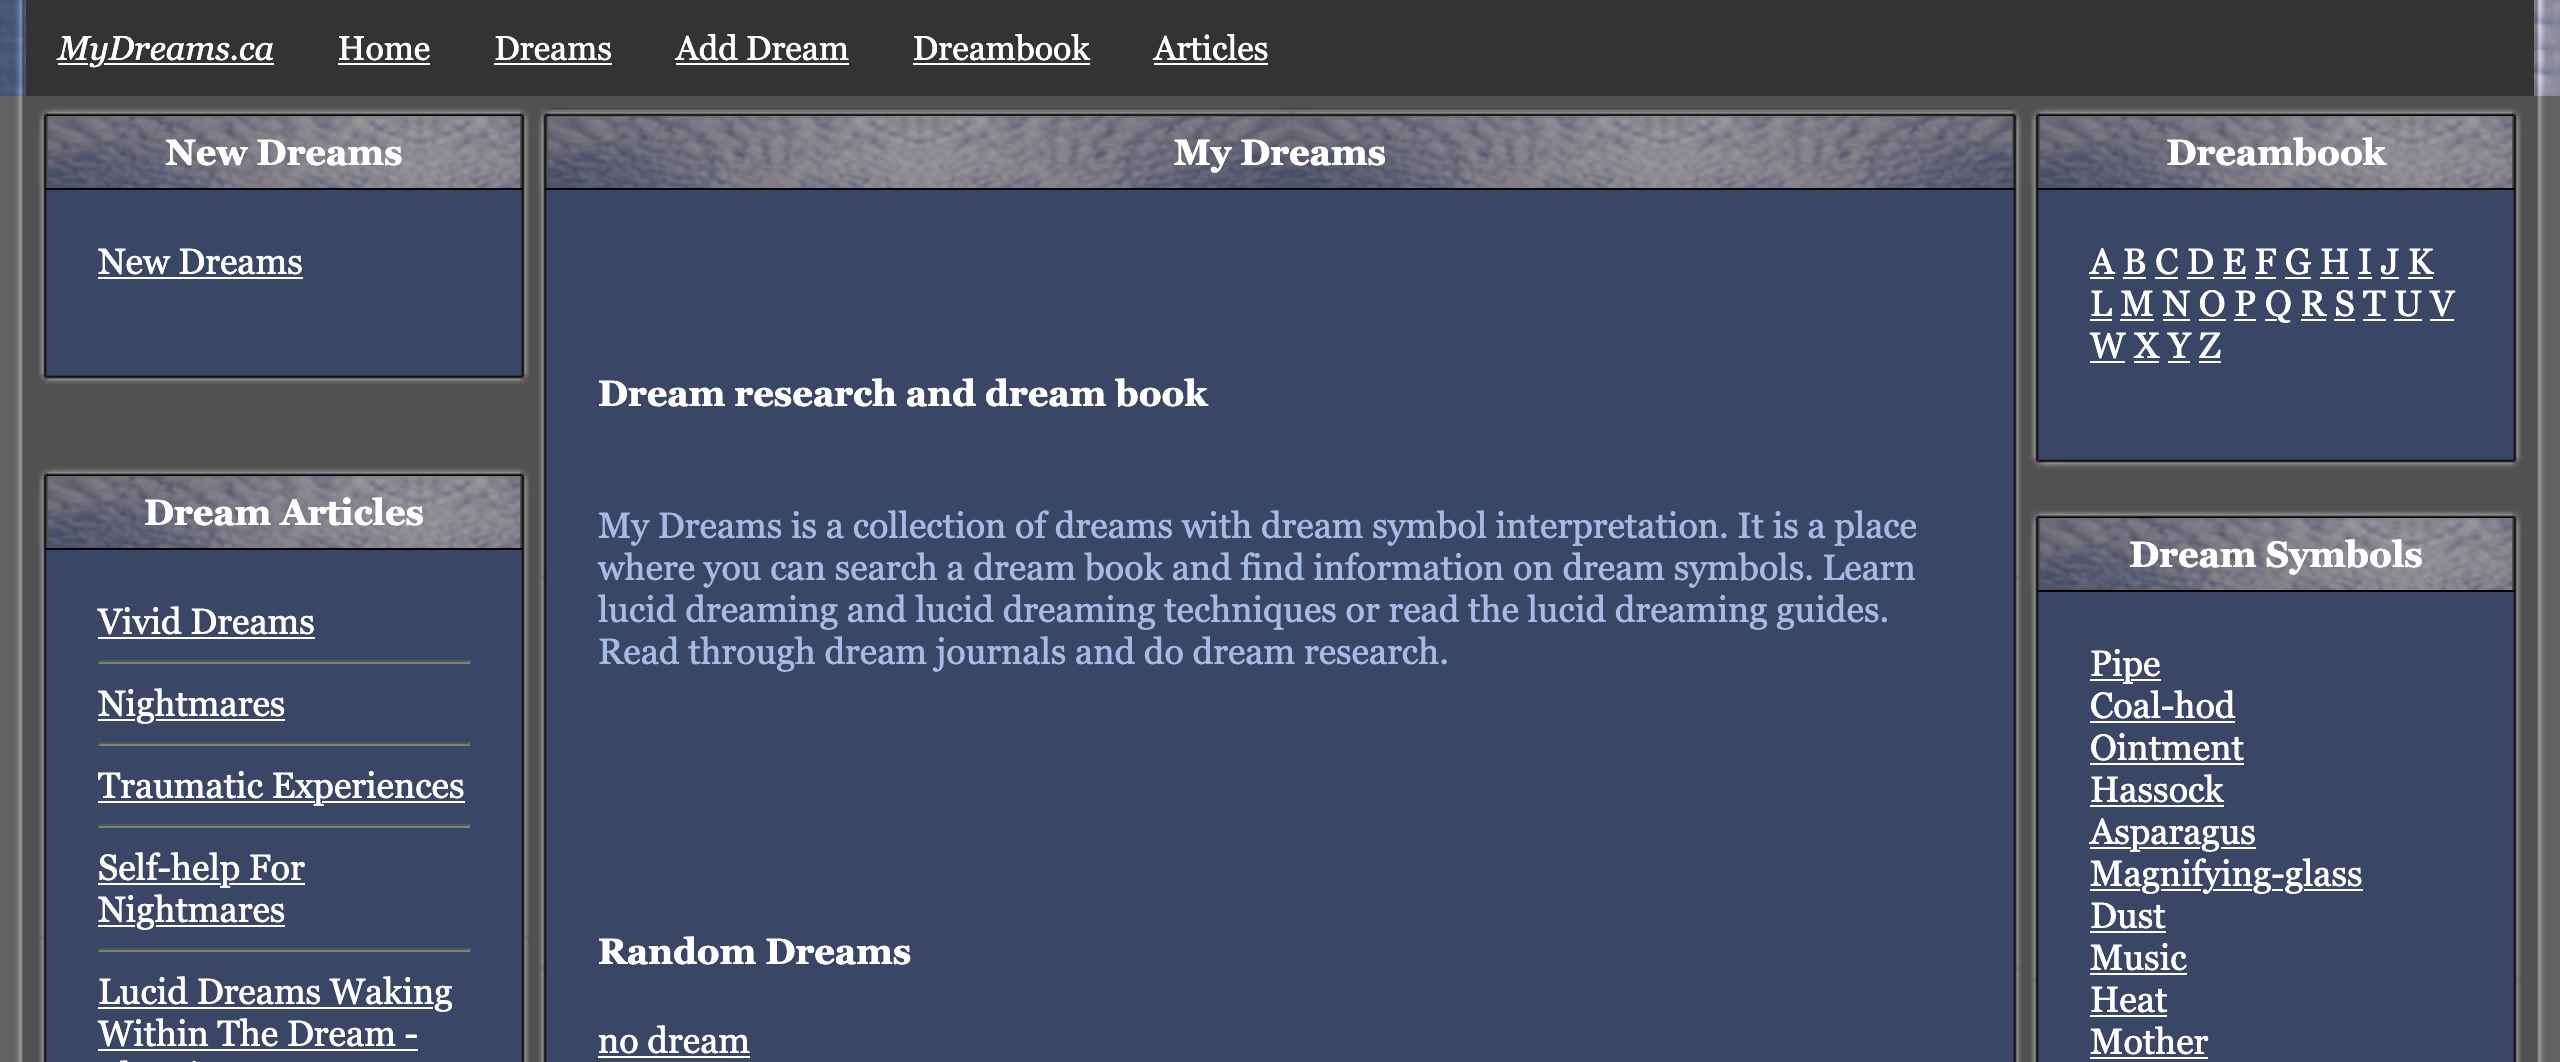 MyDreams.ca Home Dreams Add Dream Dreambook Articles
New Dreams
New Dreams
Dream Articles
Vivid Dreams
Nightmares
Traumatic Experiences
Self-help For
Nightmares
Lucid Dreams Waking
Within The Dream -
My Dreams
Dream research and dream book
My Dreams is a collection of dreams with dream symbol interpretation. It is a place
where you can search a dream book and find information on dream symbols. Learn
lucid dreaming and lucid dreaming techniques or read the lucid dreaming guides.
Read through dream journals and do dream research.
Random Dreams
no dream
Dreambook
A B C D E F G H I J K
L M N O P Q R S T U V
W X Y Z
Dream Symbols
Pipe
Coal-hod
Ointment
Hassock
Asparagus
Magnifying-glass
Dust
Music
Heat
Mother